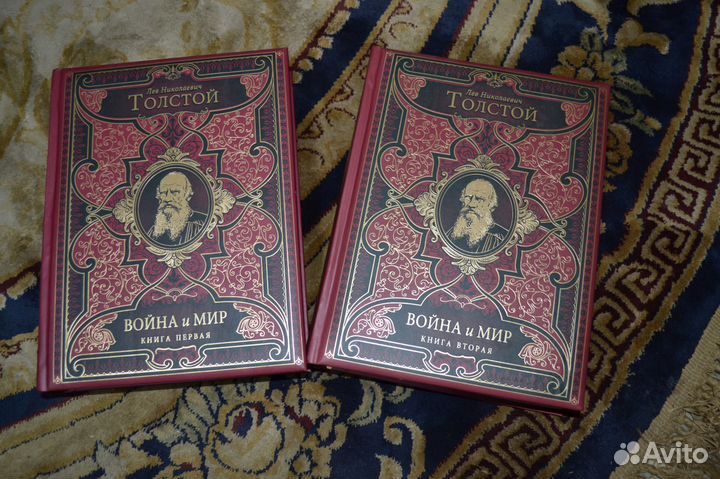 Лев Николаевич
ТОЛСТОЙ
ВОЙНА и МИР
КНИГА ПЕРВАЯ
Лев Николаевич
ТОЛСТОЙ
ВОЙНА и МИР
КНИГА ВТОРАЯ
Avito